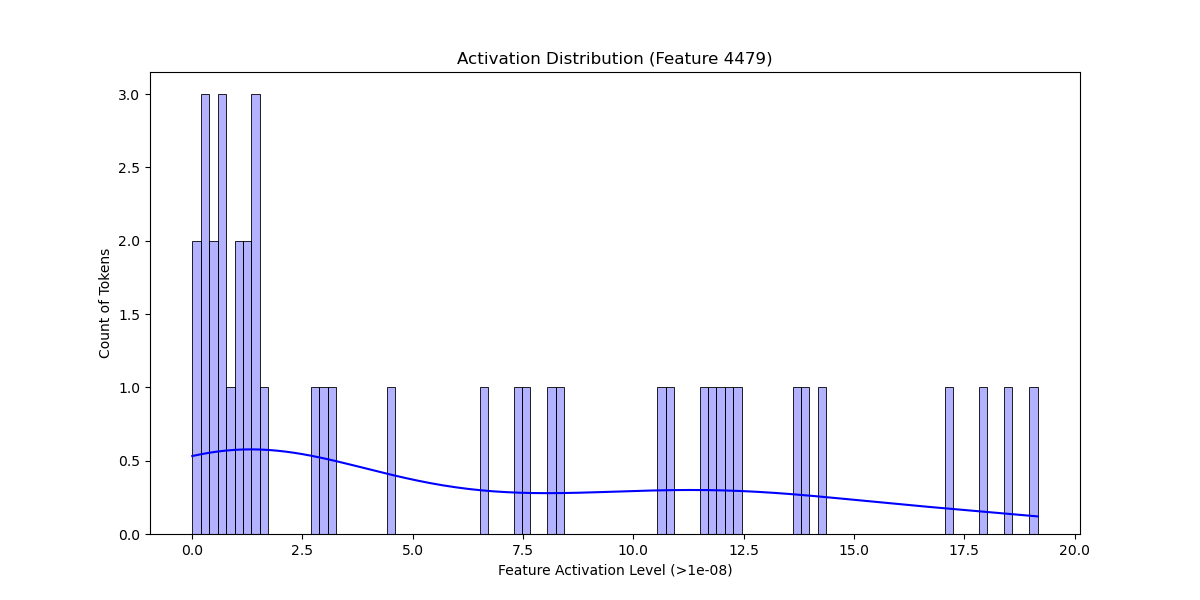 Activation Distribution (Feature 4479)
3.0
2.5
2.0
1.5
1.0
0.5
0.0
Count of Tokens
0.0 2.5 5.0 7.5 10.0 12.5 15.0 17.5 20.0
Feature Activation Level (>1e-08)